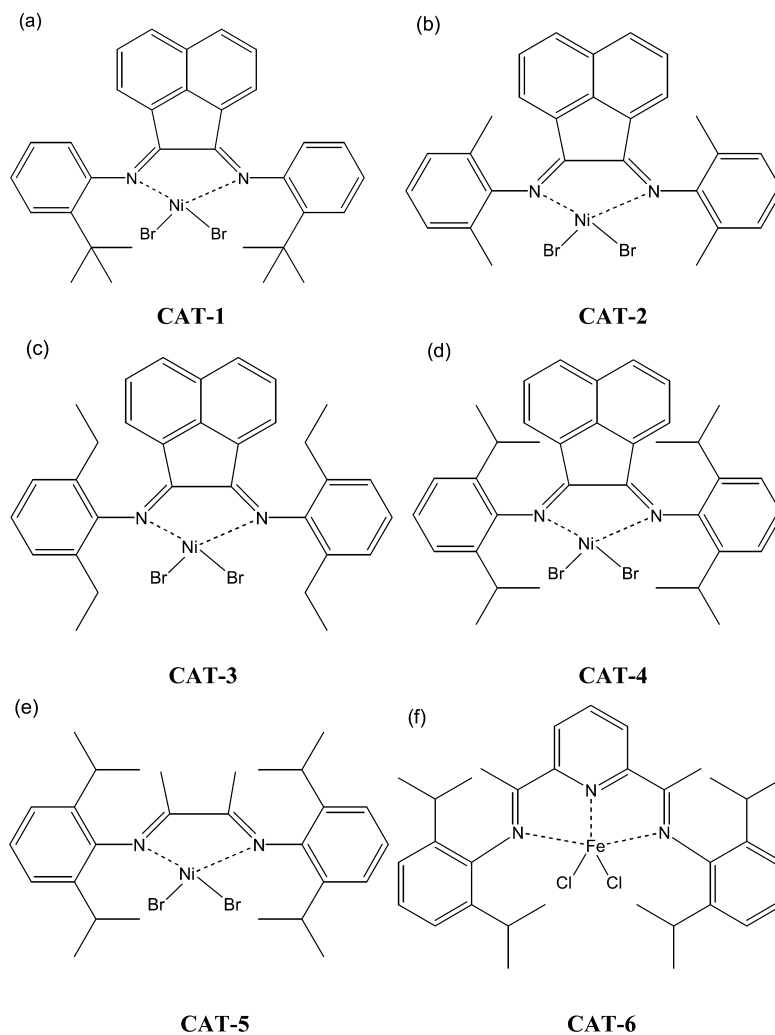 (a)
(b)
N
N
Ni
Br
Br
N
N
Ni
Br
Br
CAT-1
CAT-2
(c)
(d)
N
N
Ni
Br
Br
N
N
Ni
Br
Br
CAT-3
CAT-4
(e)
(f)
N
N
Ni
Br
Br
N
N
N
Fe
Cl
Cl
CAT-5
CAT-6